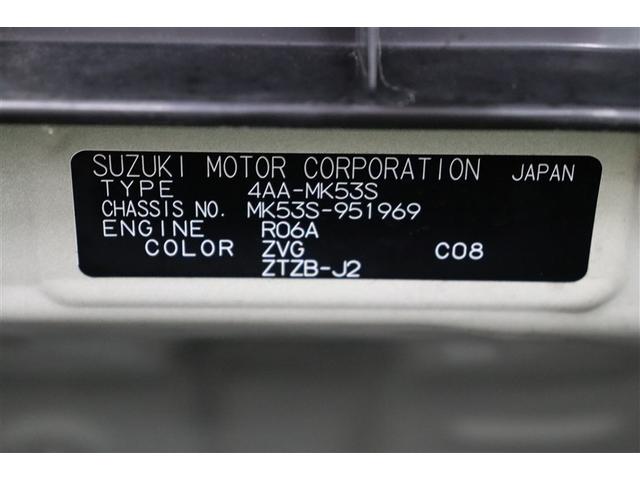 SUZUKI MOTOR CORPORATION JAPAN
TYPE 4AA-MK53S
CHASSIS NO. MK53S-951969
ENGINE R06A
COLOR ZVG C08
ZTZB-J2